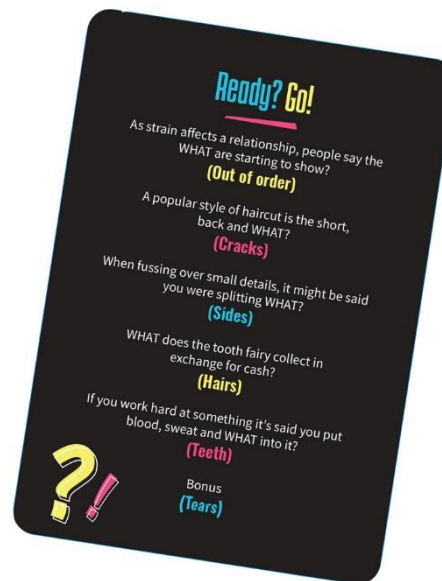 Ready? Go!
As strain affects a relationship, people say the
WHAT are starting to show?
(Out of order)
A popular style of haircut is the short,
back and WHAT?
(Cracks)
When fussing over small details, it might be said
you were splitting WHAT?
(Sides)
WHAT does the tooth fairy collect in
exchange for cash?
(Hairs)
If you work hard at something it's said you put
blood, sweat and WHAT into it?
(Teeth)
Bonus
(Tears)
?!